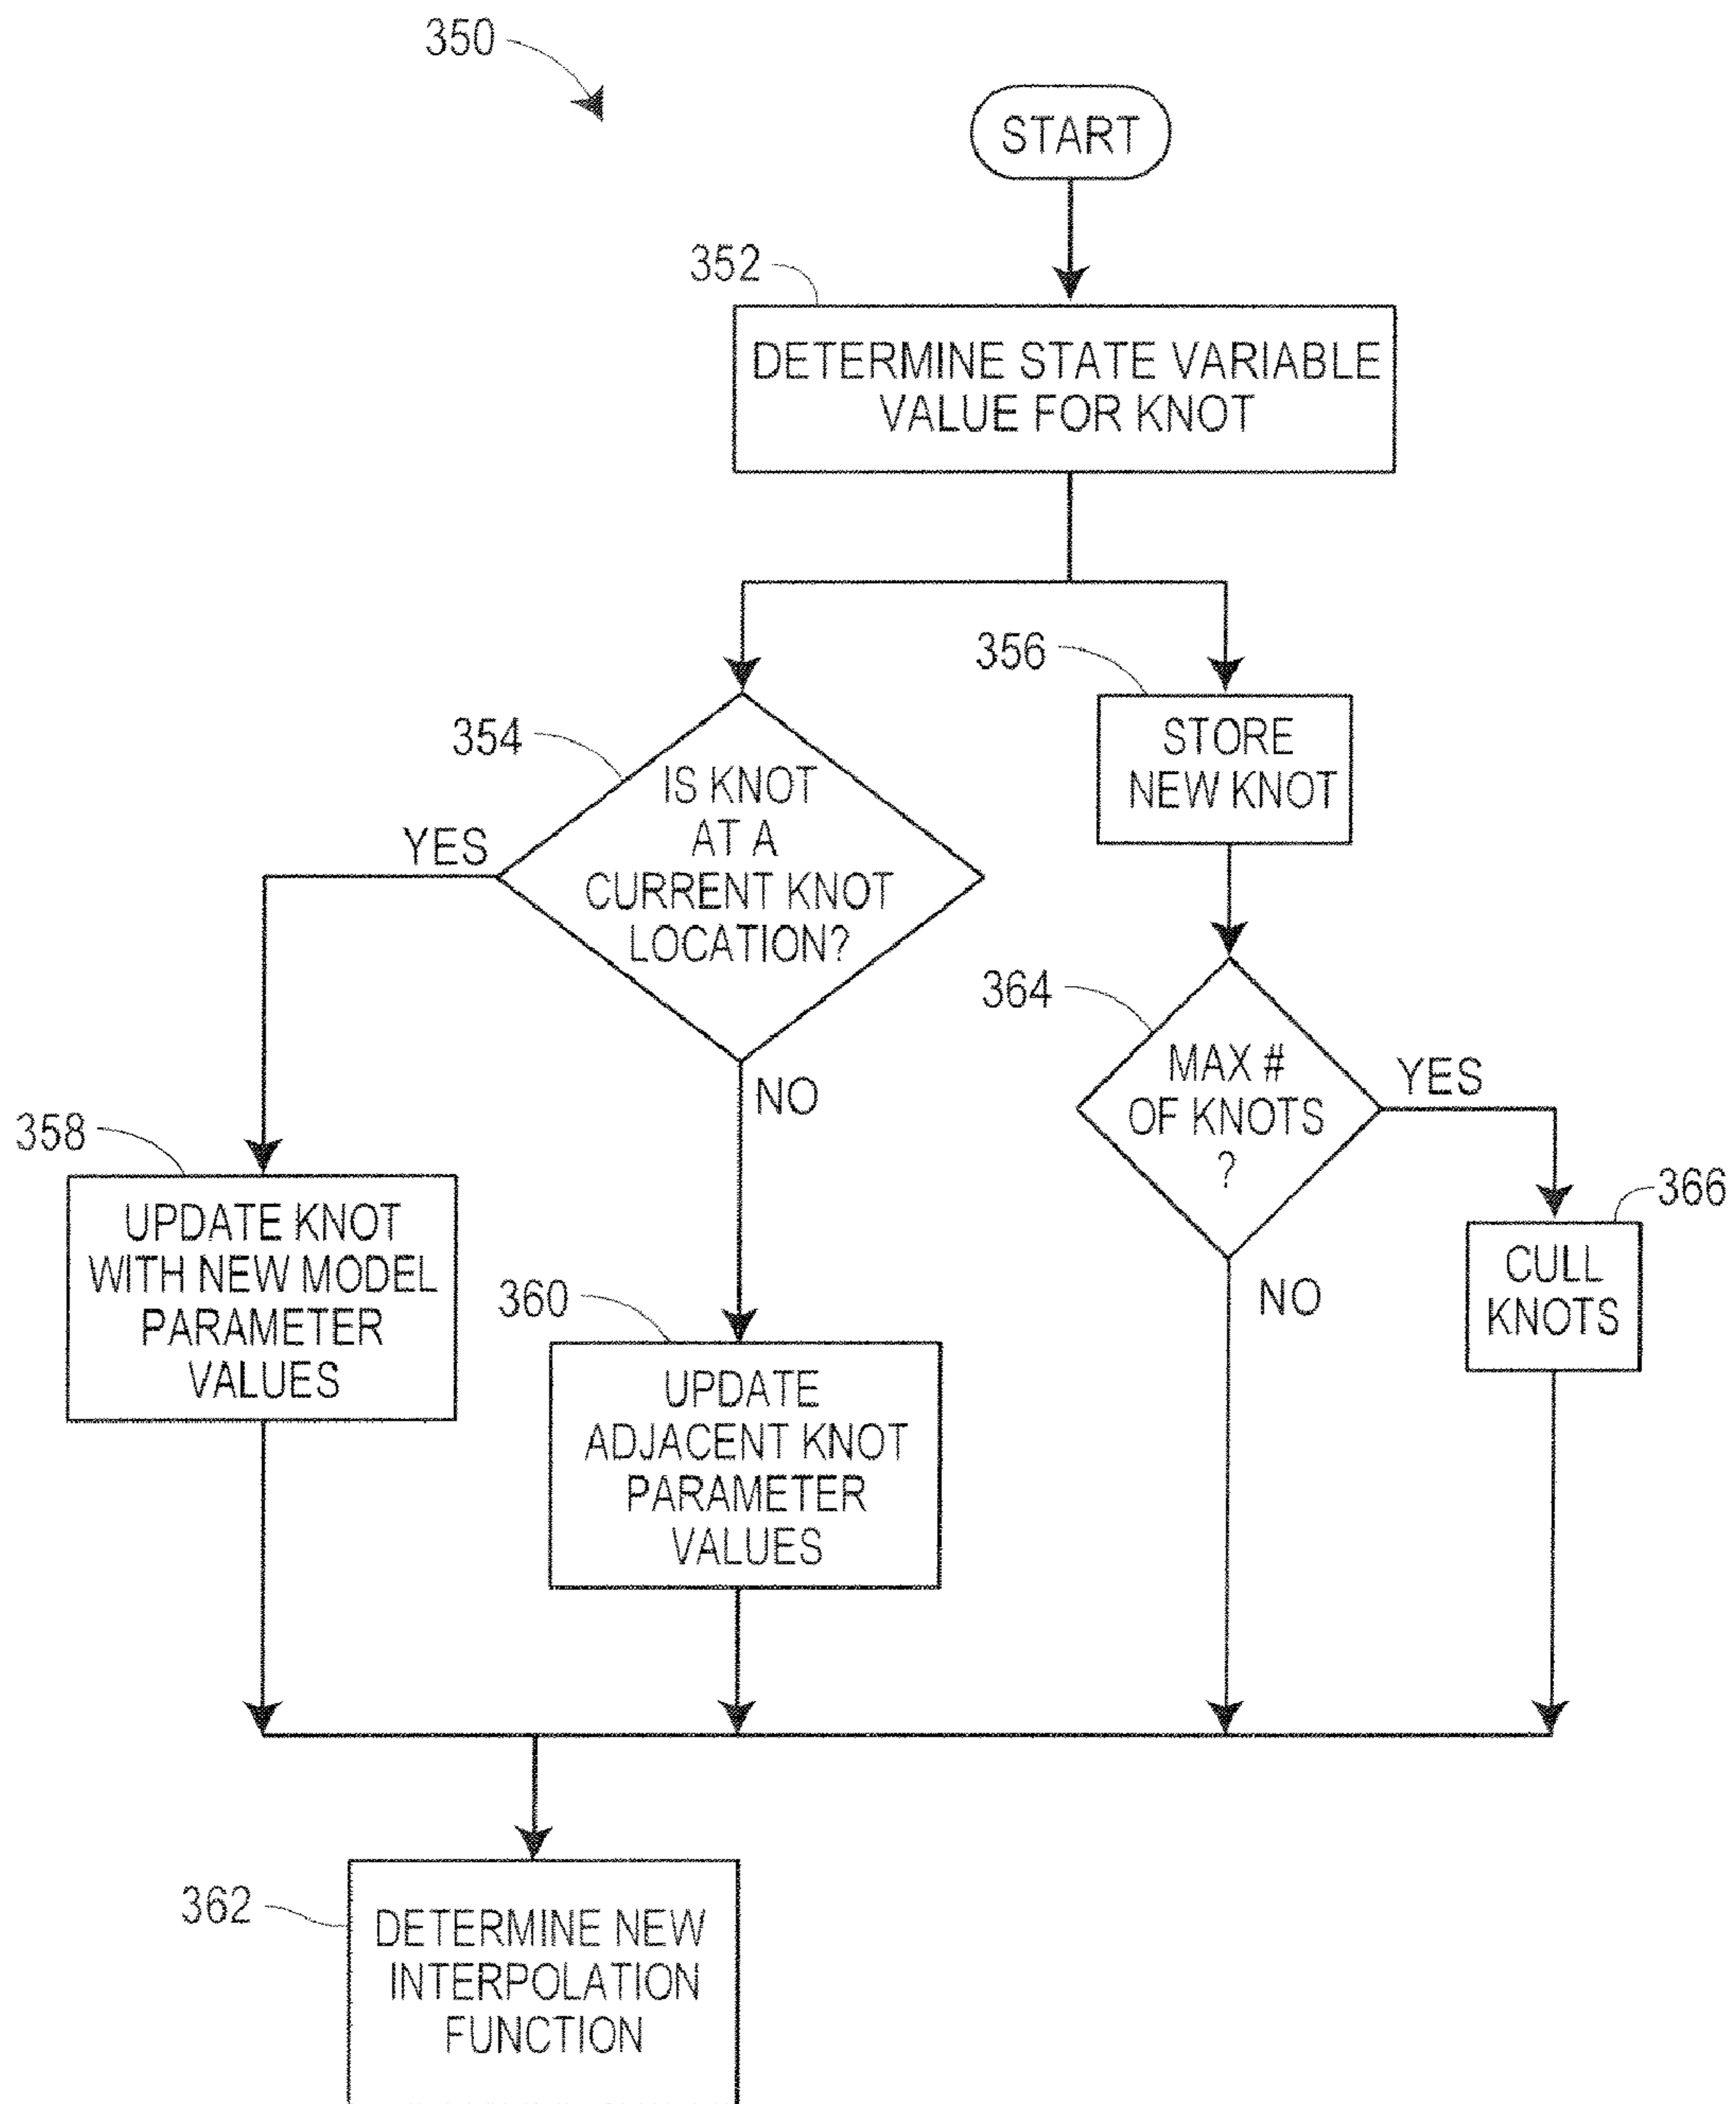 350
START
352
DETERMINE STATE VARIABLE
VALUE FOR KNOT
354
IS KNOT
AT A
CURRENT KNOT
LOCATION?
YES
NO
356
STORE
NEW KNOT
364
MAX #
OF KNOTS
?
YES
NO
366
CULL
KNOTS
358
UPDATE KNOT
WITH NEW MODEL
PARAMETER
VALUES
360
UPDATE
ADJACENT KNOT
PARAMETER
VALUES
362
DETERMINE NEW
INTERPOLATION
FUNCTION